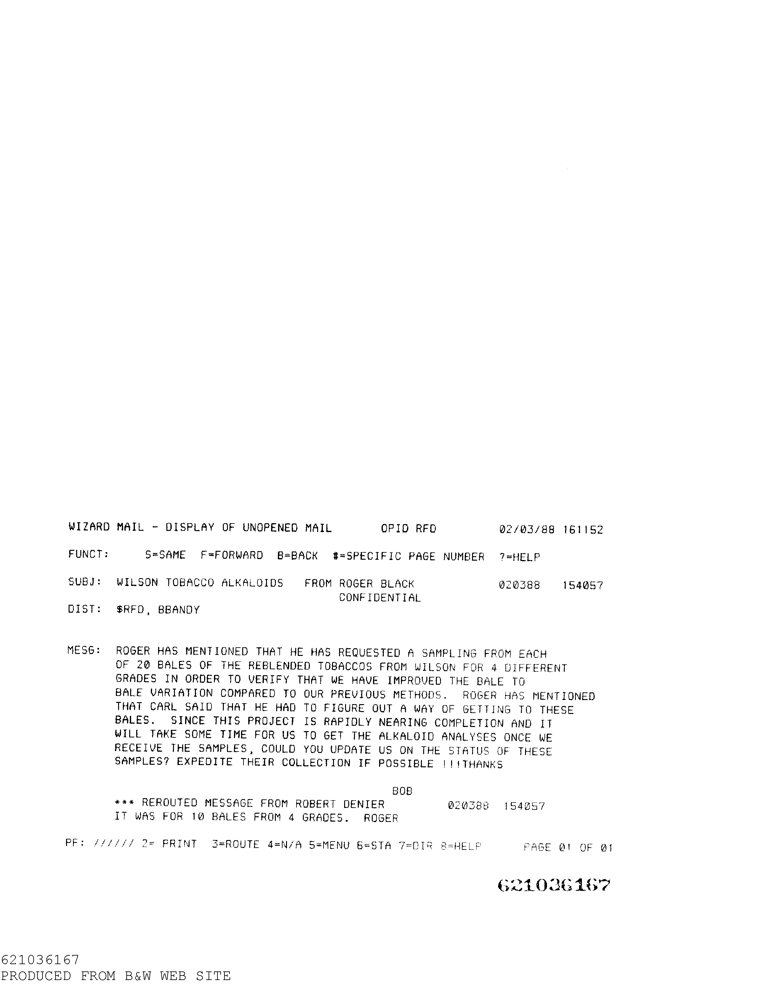 WIZARD MAIL - DISPLAY OF UNOPENED MAIL OPID RFD 02/03/88 161152
FUNCT: S=SAME F=FORWARD B=BACK #=SPECIFIC PAGE NUMBER ?=HELP
SUBJ: WILSON TOBACCO ALKALOIDS FROM ROGER BLACK 020388 154057
CONFIDENTIAL
DIST: $RFD, BBANDY
MESG: ROGER HAS MENTIONED THAT HE HAS REQUESTED A SAMPLING FROM EACH
OF 20 BALES OF THE REBLENDED TOBACCOS FROM WILSON FOR 4 DIFFERENT
GRADES IN ORDER TO VERIFY THAT WE HAVE IMPROVED THE BALE TO
BALE VARIATION COMPARED TO OUR PREVIOUS METHODS. ROGER HAS MENTIONED
THAT CARL SAID THAT HE HAD TO FIGURE OUT A WAY OF GETTING TO THESE
BALES. SINCE THIS PROJECT IS RAPIDLY NEARING COMPLETION AND IT
WILL TAKE SOME TIME FOR US TO GET THE ALKALOID ANALYSES ONCE WE
RECEIVE THE SAMPLES, COULD YOU UPDATE US ON THE STATUS OF THESE
SAMPLES? EXPEDITE THEIR COLLECTION IF POSSIBLE !!!THANKS
BOB
*** REROUTED MESSAGE FROM ROBERT DENIER 020388 154057
IT WAS FOR 10 BALES FROM 4 GRADES. ROGER
PF: ////// 2= PRINT 3=ROUTE 4=N/A 5=MENU 6=STA 7=DIR 8=HELP PAGE 01 OF 01
621036167
621036167
PRODUCED FROM B&W WEB SITE